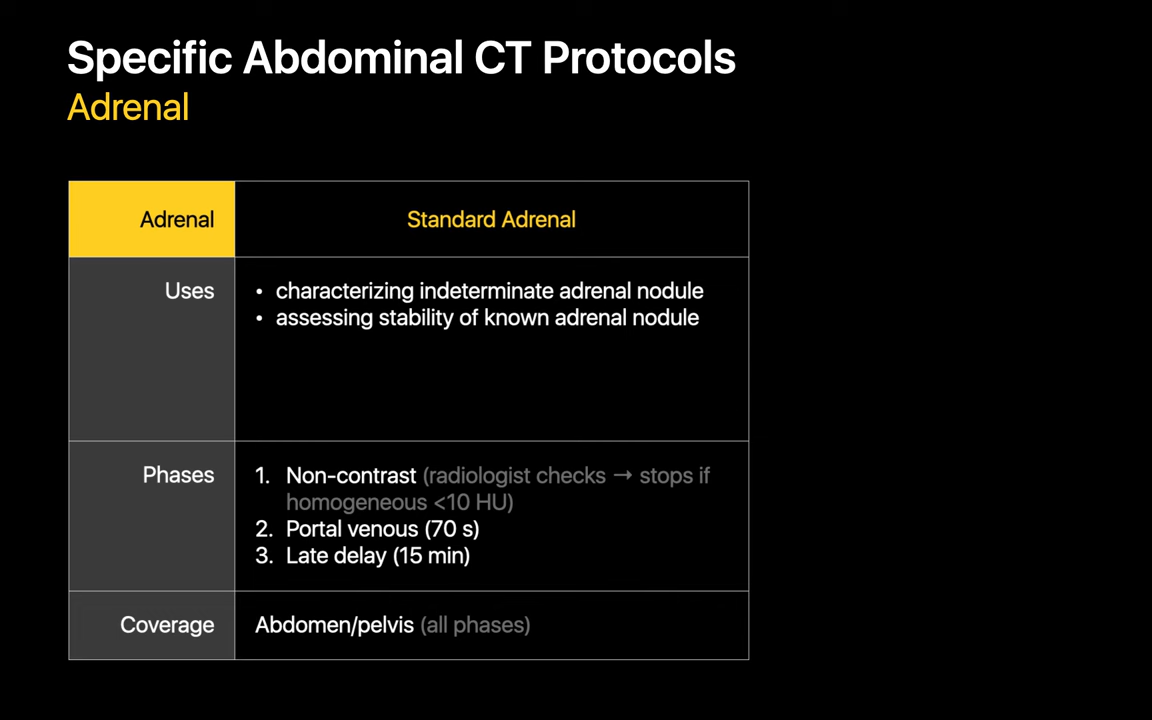 Specific Abdominal CT Protocols
Adrenal
Adrenal
Standard Adrenal
Uses
• characterizing indeterminate adrenal nodule
• assessing stability of known adrenal nodule
Phases
1. Non-contrast (radiologist checks → stops if
homogeneous <10 HU)
2. Portal venous (70 s)
3. Late delay (15 min)
Coverage
Abdomen/pelvis (all phases)